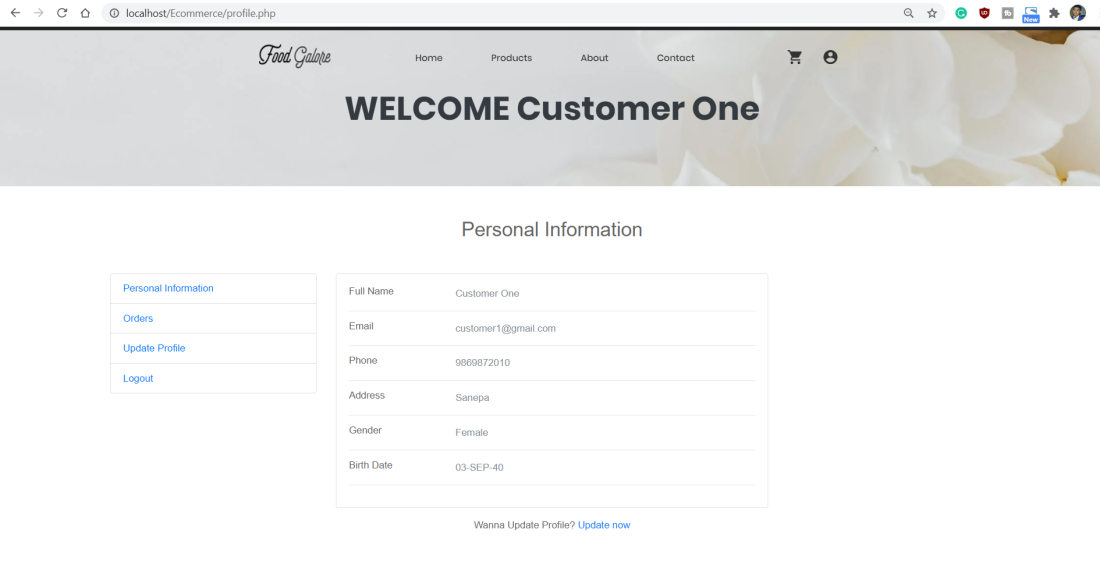 localhost/Ecommerce/profile.php
New
Food Galore
Home Products About Contact
WELCOME Customer One
Personal Information
Personal Information
Orders
Update Profile
Logout
Full Name Customer One
Email customer1@gmail.com
Phone 9869872010
Address Sanepa
Gender Female
Birth Date 03-SEP-40
Wanna Update Profile? Update now